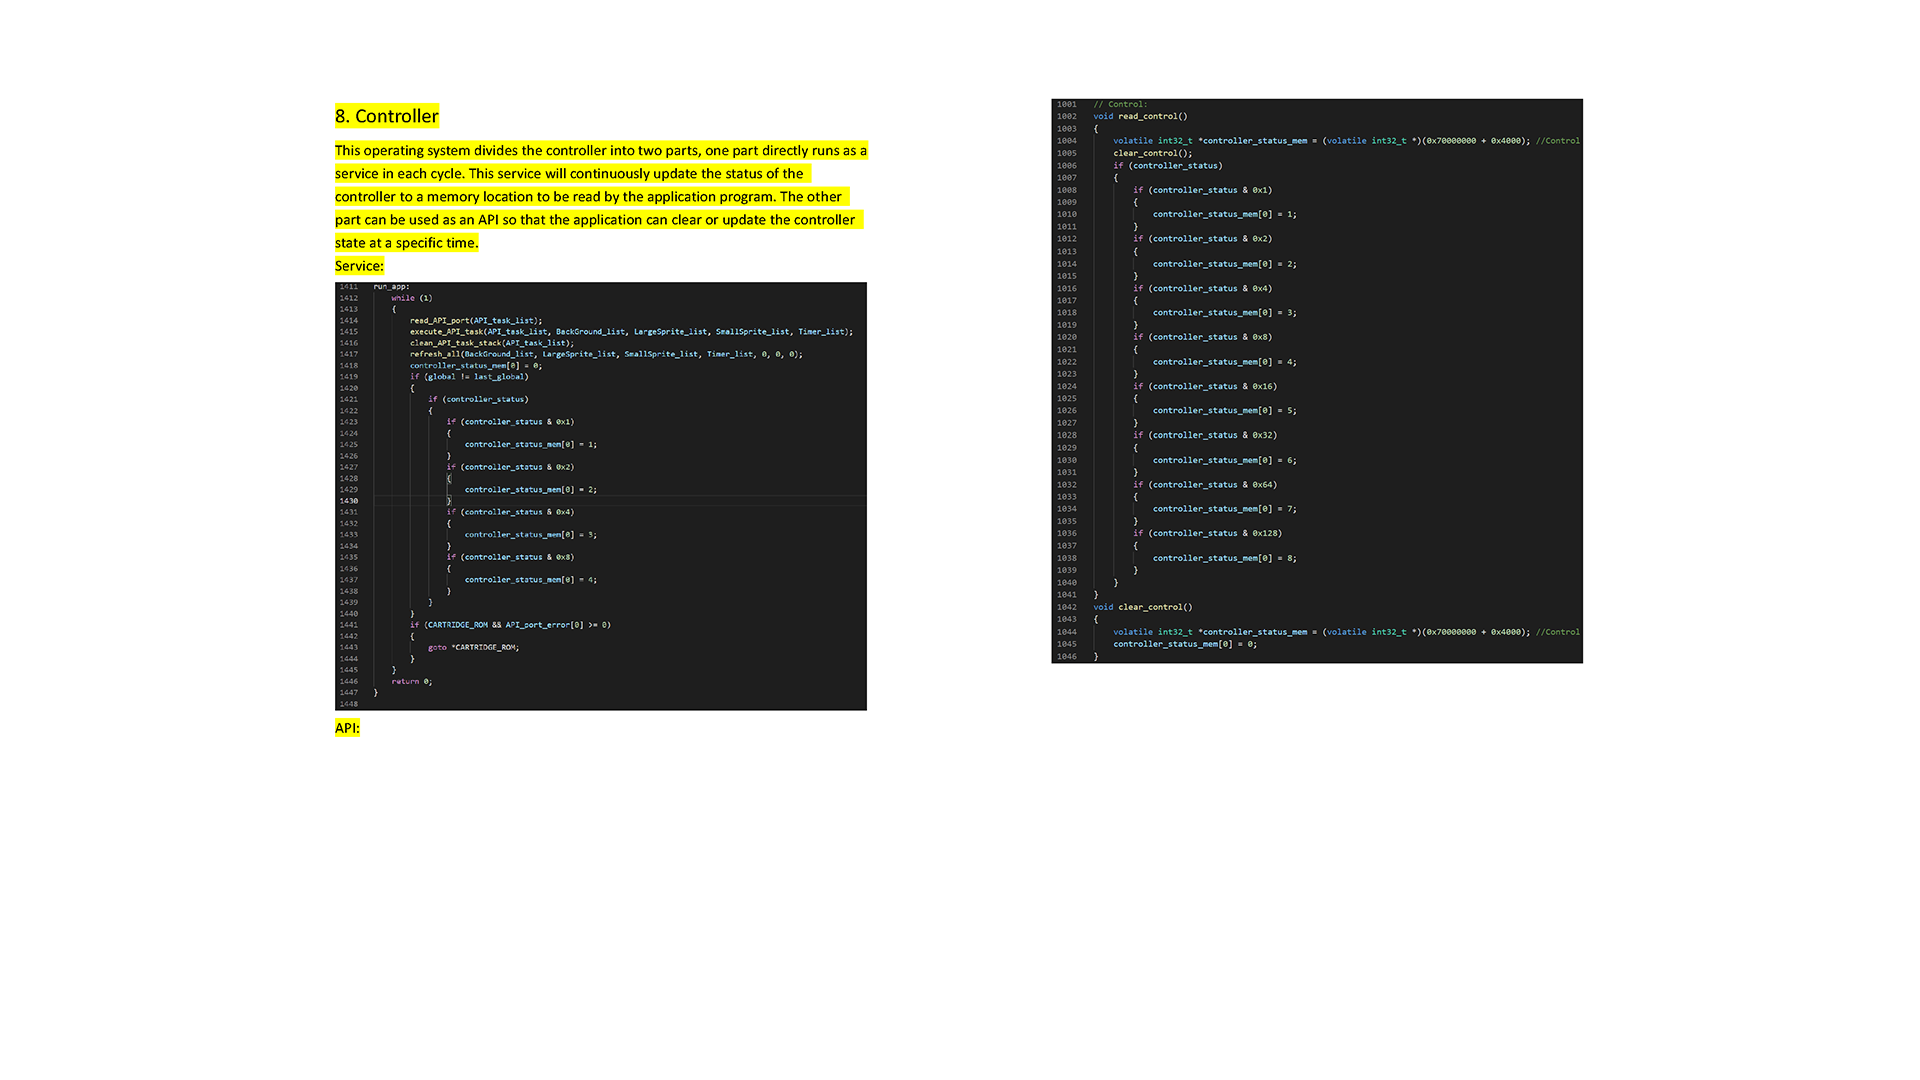 8. Controller
This operating system divides the controller into two parts, one part directly runs as a
service in each cycle. This service will continuously update the status of the
controller to a memory location to be read by the application program. The other
part can be used as an API so that the application can clear or update the controller
state at a specific time.
Service:
1411 run_app:
1412 while (1)
1413 {
1414 read_API_port(API_task_list);
1415 execute_API_task(API_task_list, BackGround_list, LargeSprite_list, SmallSprite_list, Timer_list);
1416 clean_API_task_stack(API_task_list);
1417 refresh_all(BackGround_list, LargeSprite_list, SmallSprite_list, Timer_list, 0, 0, 0);
1418 controller_status_mem[0] = 0;
1419 if (global != last_global)
1420 {
1421 if (controller_status)
1422 {
1423 if (controller_status & 0x1)
1424 {
1425 controller_status_mem[0] = 1;
1426 }
1427 if (controller_status & 0x2)
1428 {
1429 controller_status_mem[0] = 2;
1430 }
1431 if (controller_status & 0x4)
1432 {
1433 controller_status_mem[0] = 3;
1434 }
1435 if (controller_status & 0x8)
1436 {
1437 controller_status_mem[0] = 4;
1438 }
1439 }
1440 }
1441 if (CARTRIDGE_ROM && API_port_error[0] >= 0)
1442 {
1443 goto *CARTRIDGE_ROM;
1444 }
1445 }
1446 return 0;
1447 }
1448
API:
1001 // Control:
1002 void read_control()
1003 {
1004 volatile int32_t *controller_status_mem = (volatile int32_t *)(0x70000000 + 0x4000); //Control
1005 clear_control();
1006 if (controller_status)
1007 {
1008 if (controller_status & 0x1)
1009 {
1010 controller_status_mem[0] = 1;
1011 }
1012 if (controller_status & 0x2)
1013 {
1014 controller_status_mem[0] = 2;
1015 }
1016 if (controller_status & 0x4)
1017 {
1018 controller_status_mem[0] = 3;
1019 }
1020 if (controller_status & 0x8)
1021 {
1022 controller_status_mem[0] = 4;
1023 }
1024 if (controller_status & 0x16)
1025 {
1026 controller_status_mem[0] = 5;
1027 }
1028 if (controller_status & 0x32)
1029 {
1030 controller_status_mem[0] = 6;
1031 }
1032 if (controller_status & 0x64)
1033 {
1034 controller_status_mem[0] = 7;
1035 }
1036 if (controller_status & 0x128)
1037 {
1038 controller_status_mem[0] = 8;
1039 }
1040 }
1041 }
1042 void clear_control()
1043 {
1044 volatile int32_t *controller_status_mem = (volatile int32_t *)(0x70000000 + 0x4000); //Control
1045 controller_status_mem[0] = 0;
1046 }